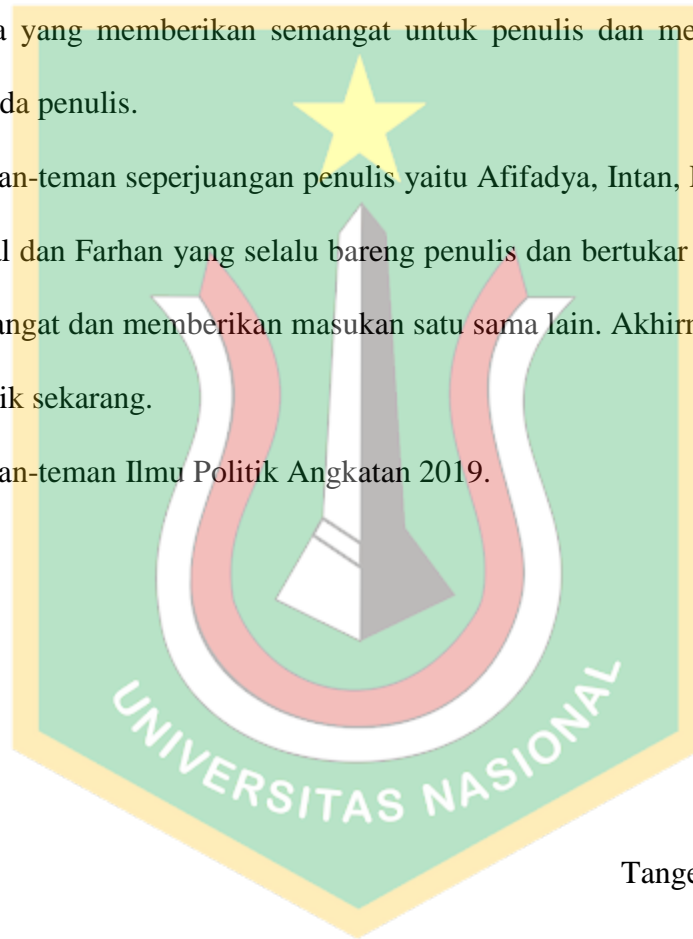 a yang memberikan semangat untuk penulis dan me
da penulis.
an-teman seperjuangan penulis yaitu Afifadya, Intan,
al dan Farhan yang selalu bareng penulis dan bertukar
angat dan memberikan masukan satu sama lain. Akhirn
ik sekarang.
an-teman Ilmu Politik Angkatan 2019.
UNIVERSITAS NASIONAL
Tange